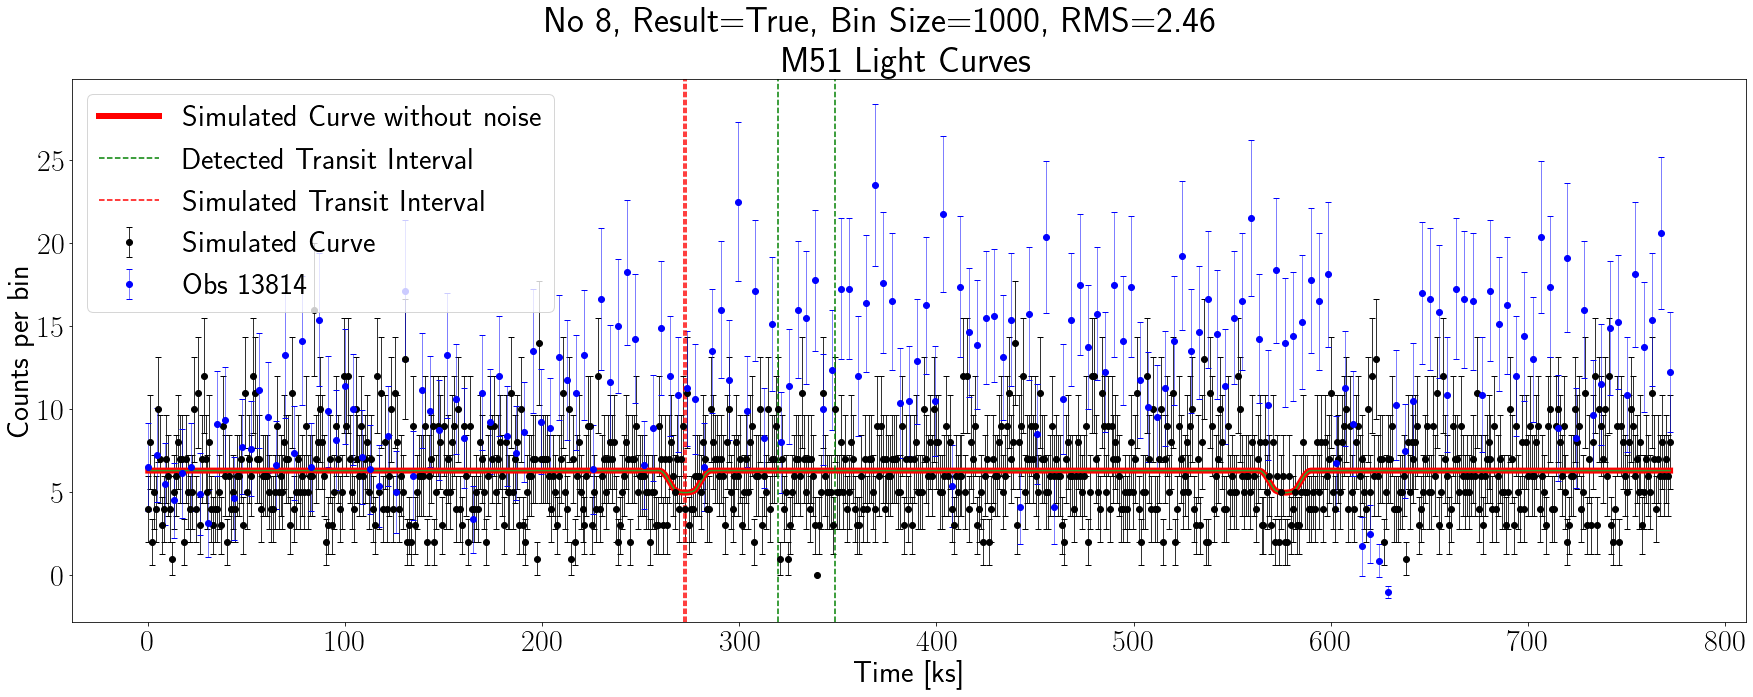 No 8, Result=True, Bin Size=1000, RMS=2.46
M51 Light Curves
Simulated Curve without noise
Detected Transit Interval
Simulated Transit Interval
Simulated Curve
Obs 13814
Counts per bin
25
20
15
10
5
0
0 100 200 300 400 500 600 700 800
Time [ks]